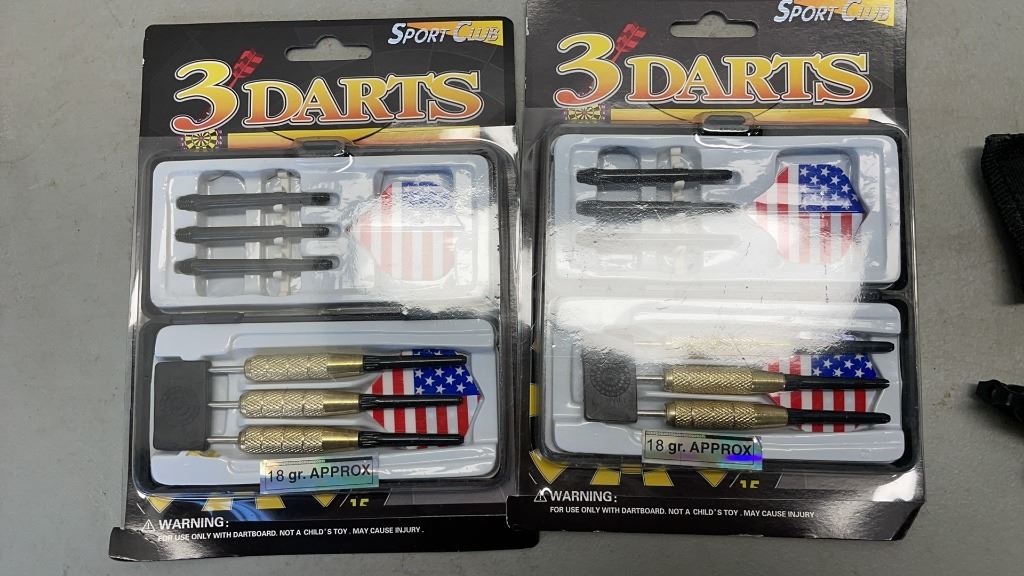 SPORT CLUB
3 DARTS
18 gr. APPROX
15
WARNING:
FOR USE ONLY WITH DARTBOARD. NOT A CHILD'S TOY. MAY CAUSE INJURY.
SPORT CLUB
3 DARTS
18 gr. APPROX
15
WARNING:
FOR USE ONLY WITH DARTBOARD. NOT A CHILD'S TOY. MAY CAUSE INJURY.